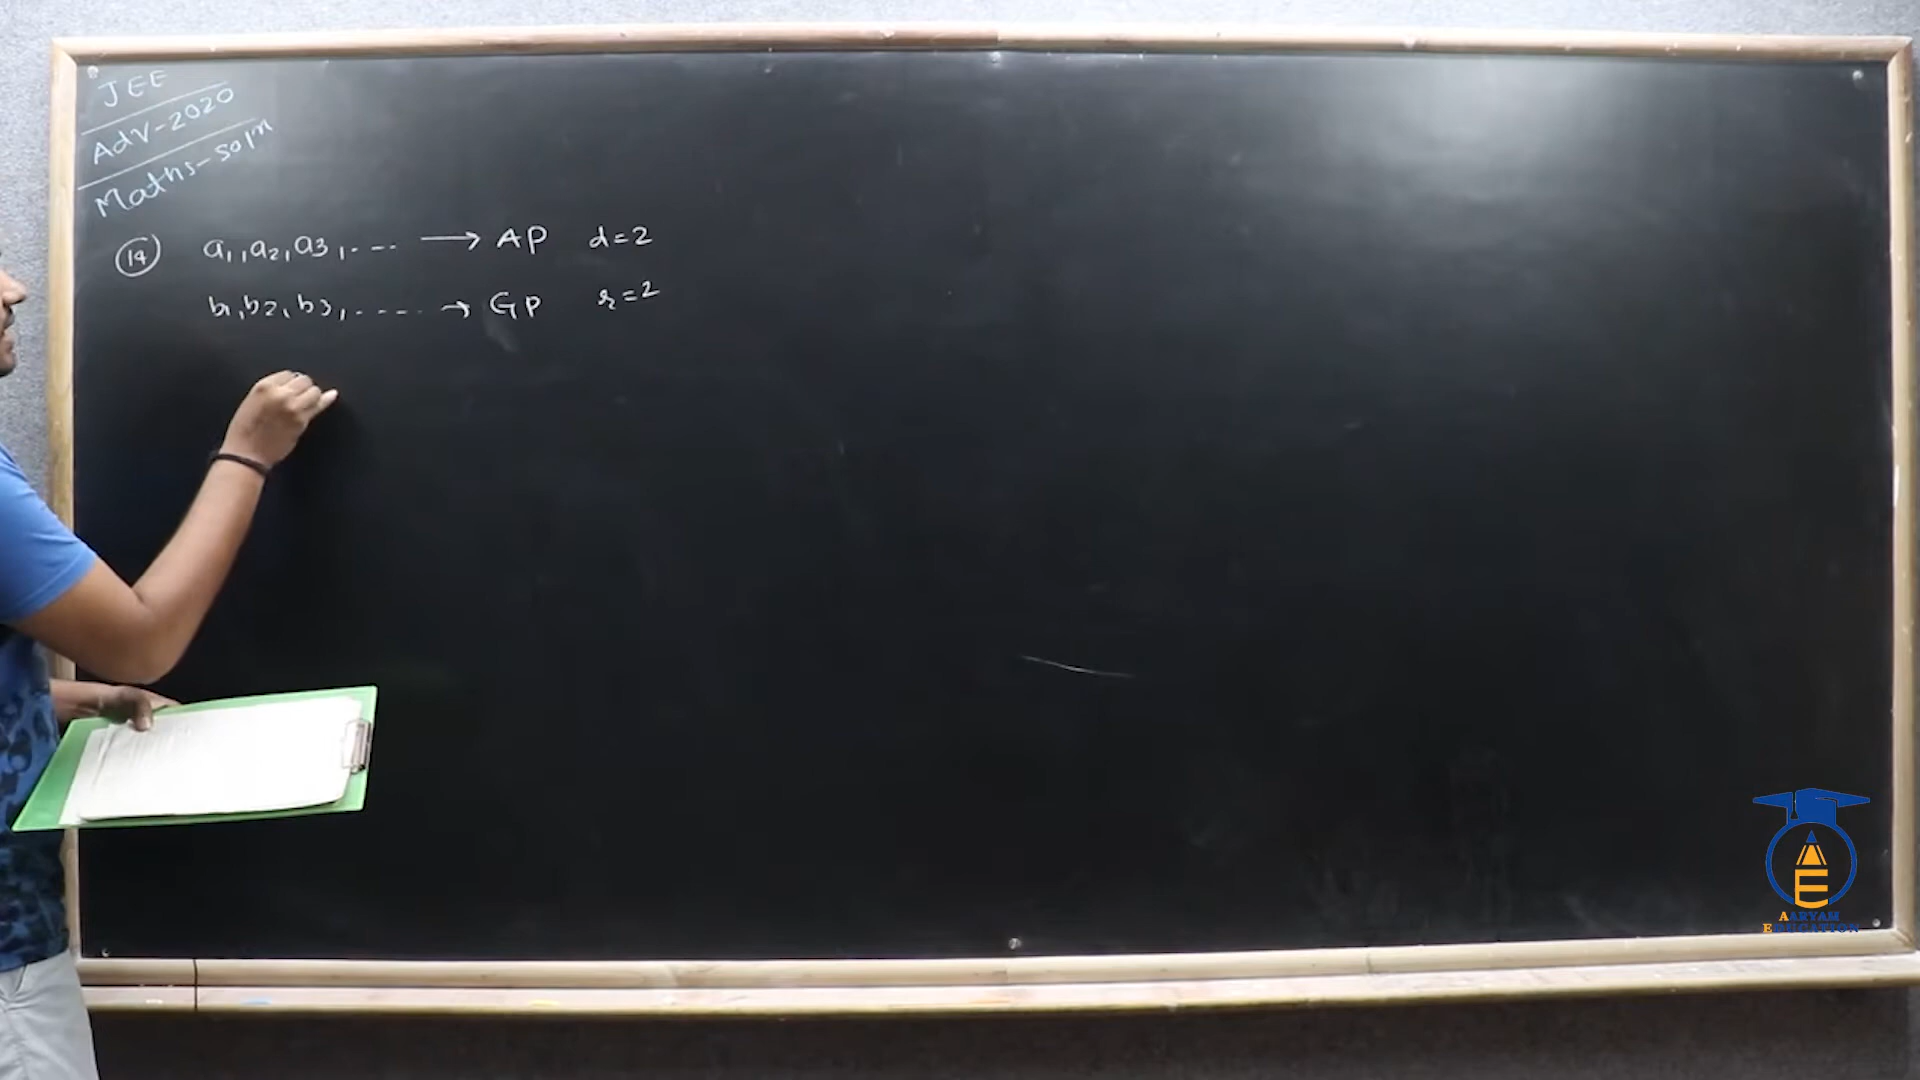 JEE
Adv-2020
Maths-Soln
14 a1, a2, a3, .... → AP d=2
b1, b2, b3, ..... → GP r=2
AARYAM
EDUCATION